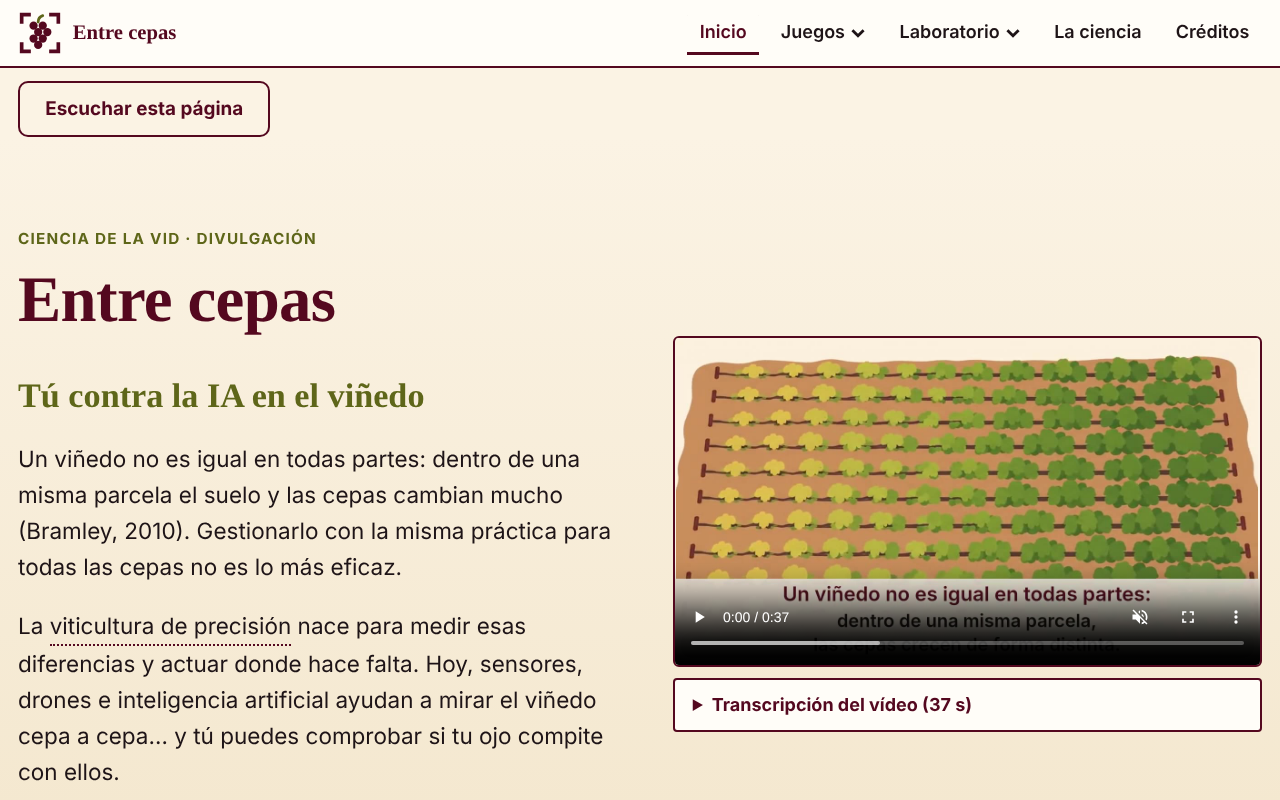 Entre cepas
Inicio
Juegos
Laboratorio
La ciencia
Créditos
Escuchar esta página
CIENCIA DE LA VID · DIVULGACIÓN
Entre cepas
Tú contra la IA en el viñedo
Un viñedo no es igual en todas partes: dentro de una
misma parcela el suelo y las cepas cambian mucho
(Bramley, 2010). Gestionarlo con la misma práctica para
todas las cepas no es lo más eficaz.
La viticultura de precisión nace para medir esas
diferencias y actuar donde hace falta. Hoy, sensores,
drones e inteligencia artificial ayudan a mirar el viñedo
cepa a cepa… y tú puedes comprobar si tu ojo compite
con ellos.
Un viñedo no es igual en todas partes:
dentro de una misma parcela,
las cepas crecen de forma distinta.
0:00 / 0:37
Transcripción del vídeo (37 s)